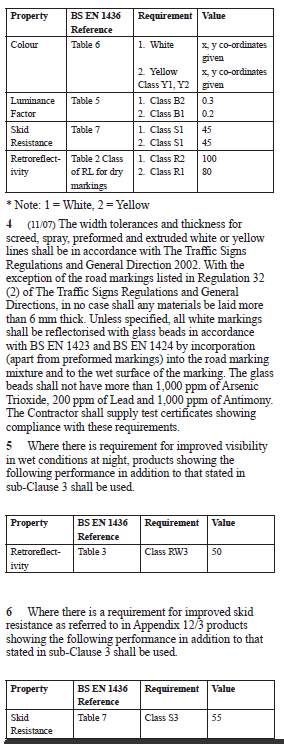 Property BS EN 1436 Requirement Value
Reference
Colour Table 6 1. White x, y co-ordinates
given
2. Yellow x, y co-ordinates
Class Y1, Y2 given
Luminance Table 5 1. Class B2 0.3
Factor 2. Class B1 0.2
Skid Table 7 1. Class S1 45
Resistance 2. Class S1 45
Retroreflect- Table 2 Class 1. Class R2 100
ivity of RL for dry 2. Class R1 80
markings
* Note: 1 = White, 2 = Yellow
4 (11/07) The width tolerances and thickness for
screed, spray, preformed and extruded white or yellow
lines shall be in accordance with The Traffic Signs
Regulations and General Direction 2002. With the
exception of the road markings listed in Regulation 32
(2) of The Traffic Signs Regulations and General
Directions, in no case shall any materials be laid more
than 6 mm thick. Unless specified, all white markings
shall be reflectorised with glass beads in accordance
with BS EN 1423 and BS EN 1424 by incorporation
(apart from preformed markings) into the road marking
mixture and to the wet surface of the marking. The glass
beads shall not have more than 1,000 ppm of Arsenic
Trioxide, 200 ppm of Lead and 1,000 ppm of Antimony.
The Contractor shall supply test certificates showing
compliance with these requirements.
5 Where there is requirement for improved visibility
in wet conditions at night, products showing the
following performance in addition to that stated in
sub-Clause 3 shall be used.
Property BS EN 1436 Requirement Value
Reference
Retroreflect- Table 3 Class RW3 50
ivity
6 Where there is a requirement for improved skid
resistance as referred to in Appendix 12/3 products
showing the following performance in addition to that
stated in sub-Clause 3 shall be used.
Property BS EN 1436 Requirement Value
Reference
Skid Table 7 Class S3 55
Resistance